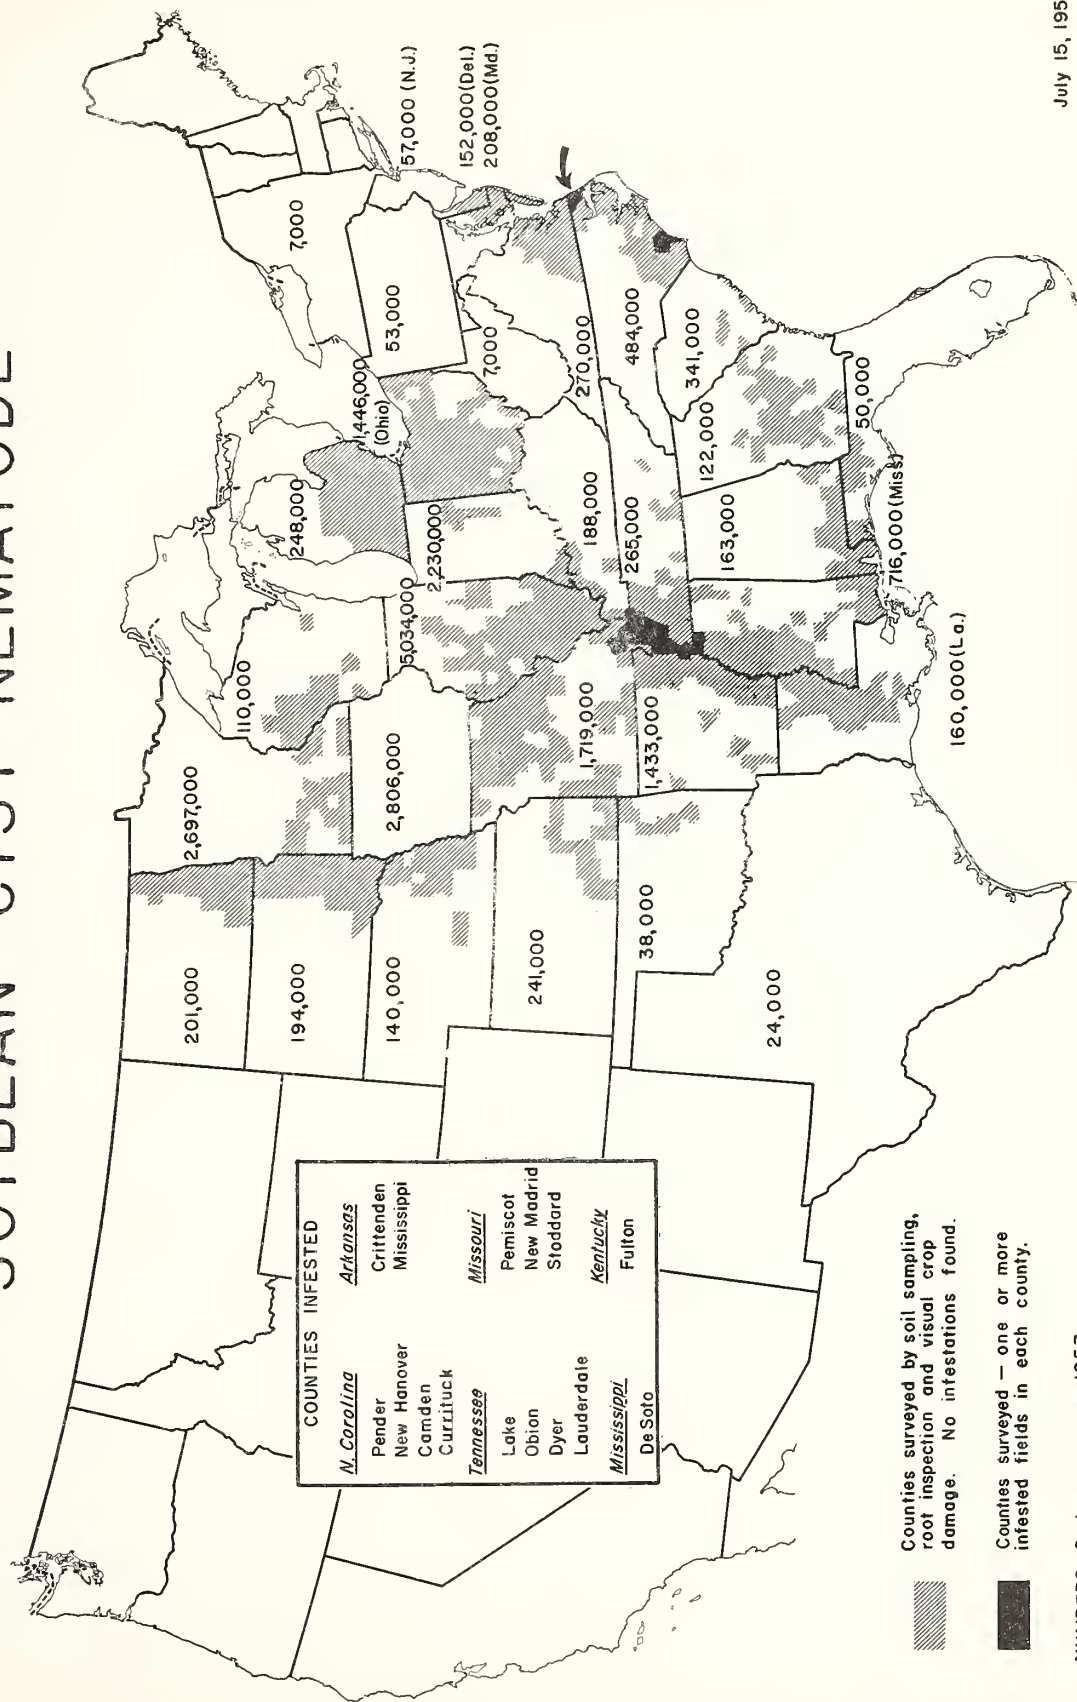 SOYBEAN CYST NEMATODE
57,000 (N.J.)
152,000(Del.)
208,000(Md.)
7,000
53,000
7,000
1,446,000
(Ohio)
248,000
2,230,000
5,034,000
110,000
2,697,000
2,806,000
1,719,000
1,433,000
188,000
265,000
270,000
484,000
341,000
122,000
163,000
50,000
716,000(Miss)
160,000(La.)
201,000
194,000
140,000
241,000
38,000
24,000
COUNTIES INFESTED
N. Carolina
Pender
New Hanover
Camden
Currituck
Tennessee
Lake
Obion
Dyer
Lauderdale
Mississippi
De Soto
Arkansas
Crittenden
Mississippi
Missouri
Pemiscot
New Madrid
Stoddard
Kentucky
Fulton
Counties surveyed by soil sampling,
root inspection and visual crop
damage. No infestations found.
Counties surveyed — one or more
infested fields in each county.
July 15, 195